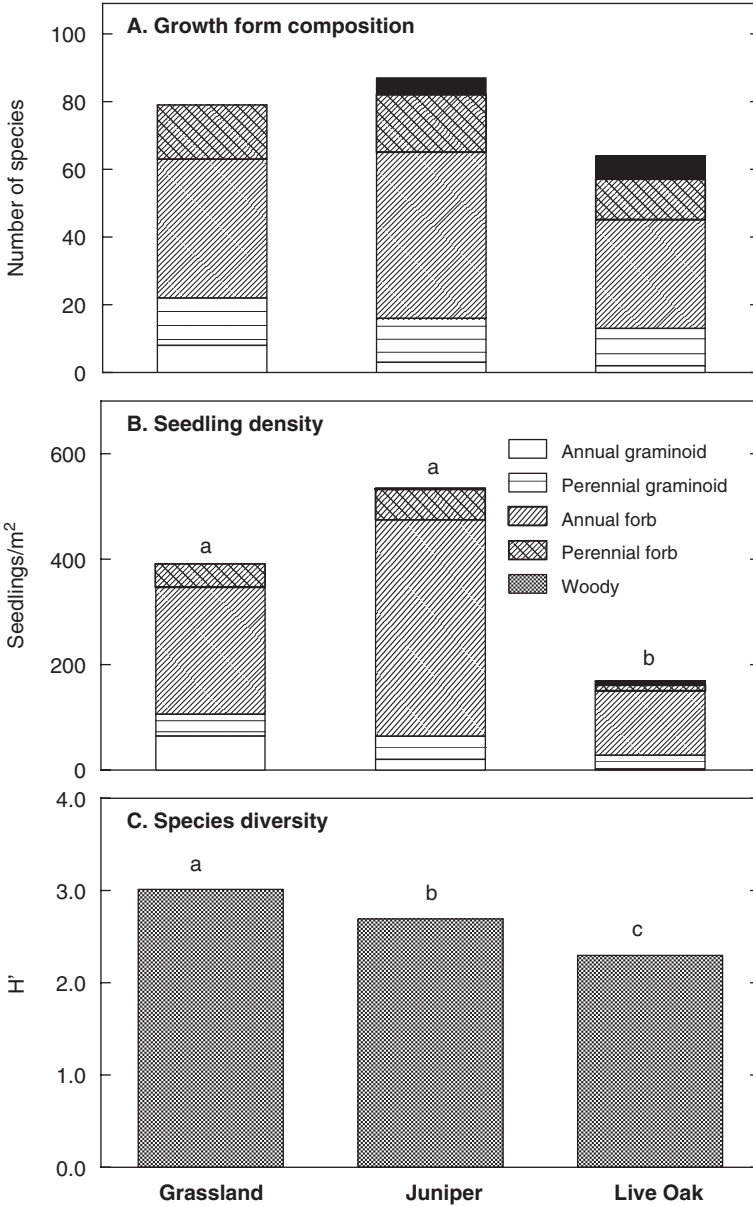 A. Growth form composition
100
80
60
40
20
0
Number of species
B. Seedling density
600
400
200
0
Seedlings/m²
a
a
b
Annual graminoid
Perennial graminoid
Annual forb
Perennial forb
Woody
C. Species diversity
4.0
3.0
2.0
1.0
0.0
H'
a
b
c
Grassland Juniper Live Oak